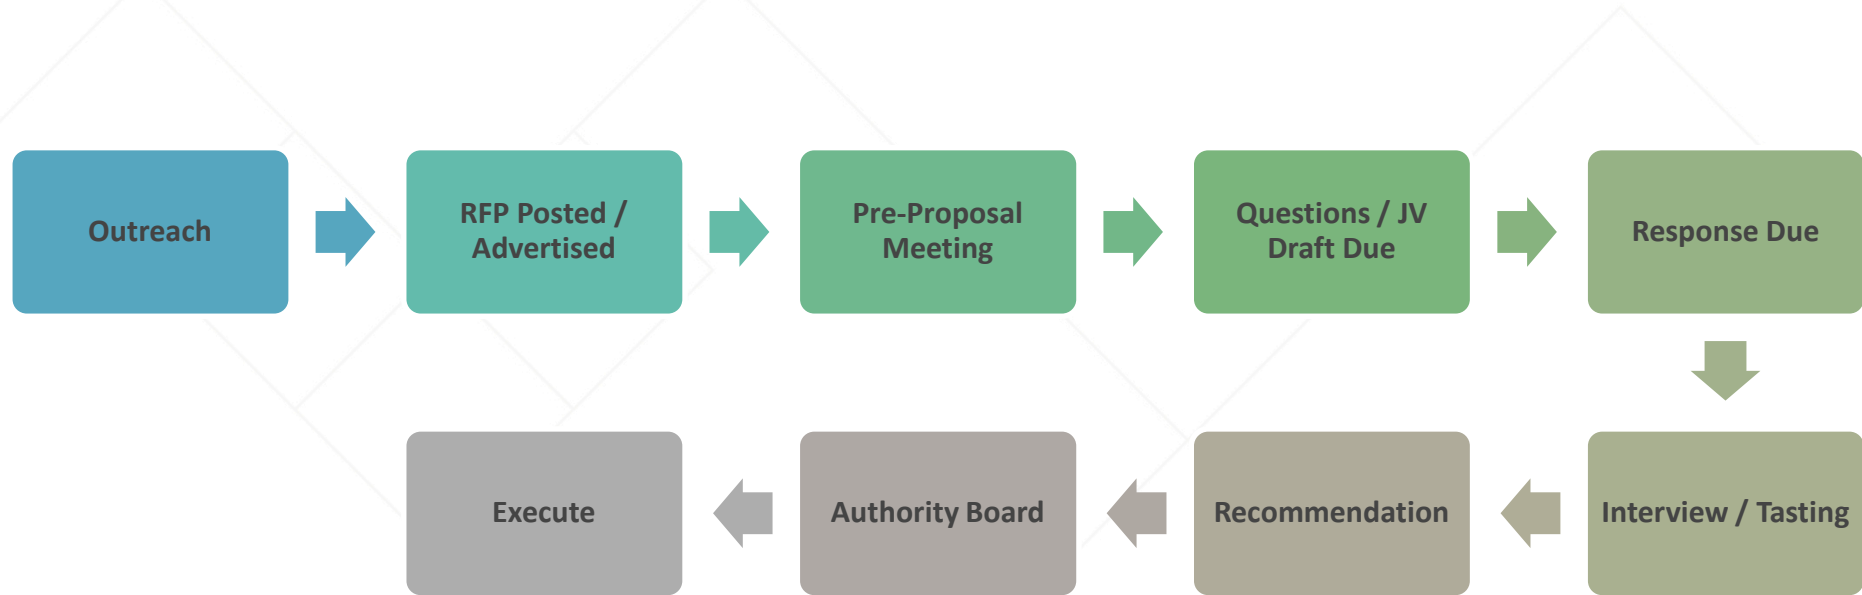 Outreach
RFP Posted /
Advertised
Pre-Proposal
Meeting
Questions / JV
Draft Due
Response Due
Interview / Tasting
Recommendation
Authority Board
Execute